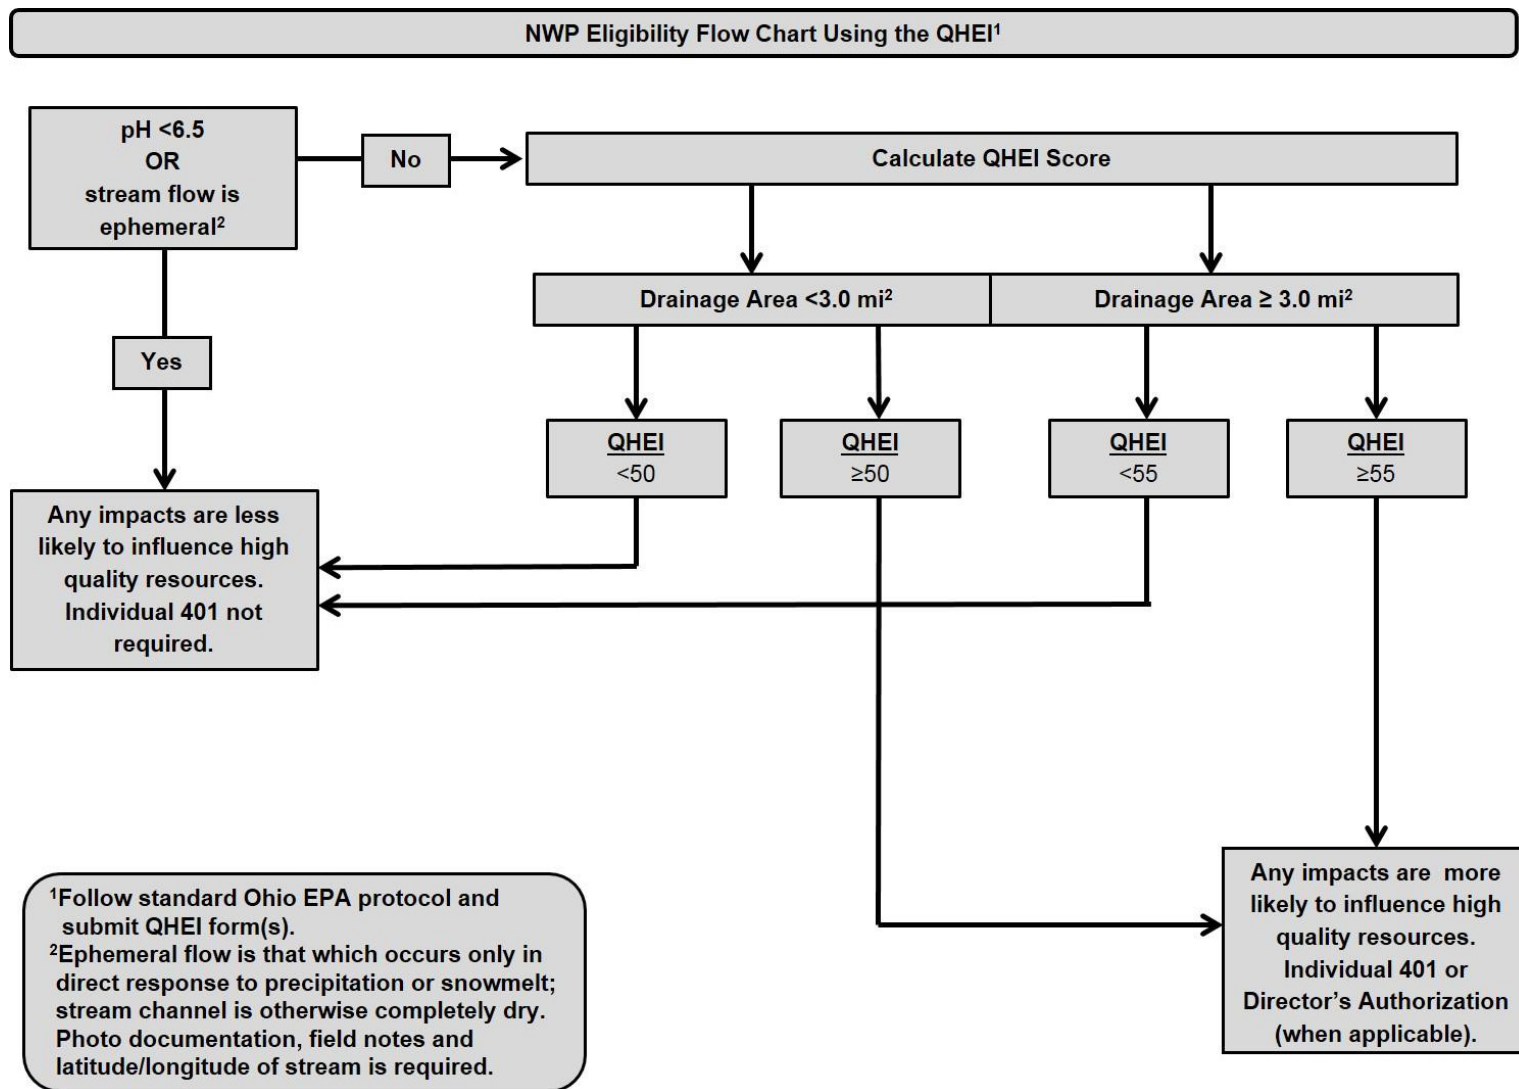 NWP Eligibility Flow Chart Using the QHEI¹
pH <6.5
OR
stream flow is
ephemeral²
No
Calculate QHEI Score
Drainage Area <3.0 mi²
Drainage Area ≥ 3.0 mi²
Yes
QHEI
<50
QHEI
≥50
QHEI
<55
QHEI
≥55
Any impacts are less
likely to influence high
quality resources.
Individual 401 not
required.
Any impacts are  more
likely to influence high
quality resources.
Individual 401 or
Director’s Authorization
(when applicable).
¹Follow standard Ohio EPA protocol and
submit QHEI form(s).
²Ephemeral flow is that which occurs only in
direct response to precipitation or snowmelt;
stream channel is otherwise completely dry.
Photo documentation, field notes and
latitude/longitude of stream is required.